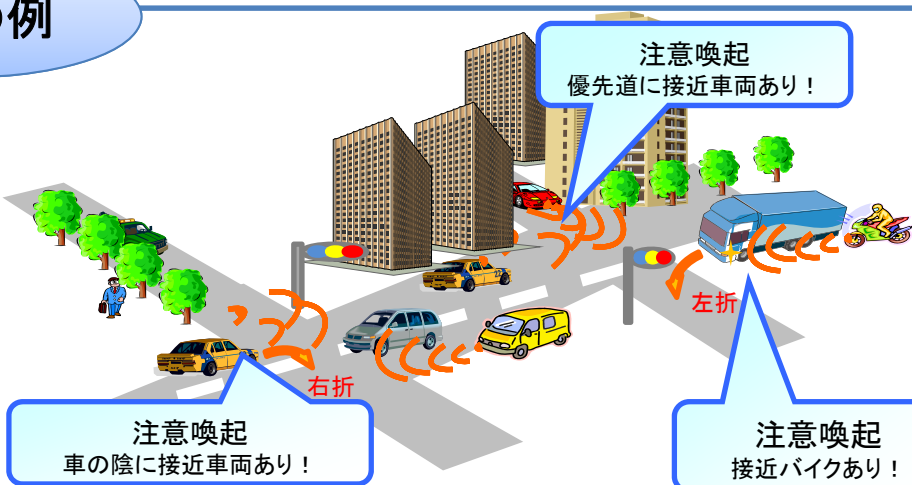 の例
注意喚起
優先道に接近車両あり！
左折
右折
注意喚起
車の陰に接近車両あり！
注意喚起
接近バイクあり！